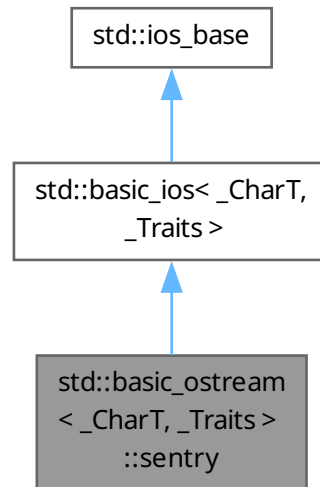 std::ios_base
std::basic_ios< _CharT,
_Traits >
std::basic_ostream
< _CharT, _Traits >
::sentry